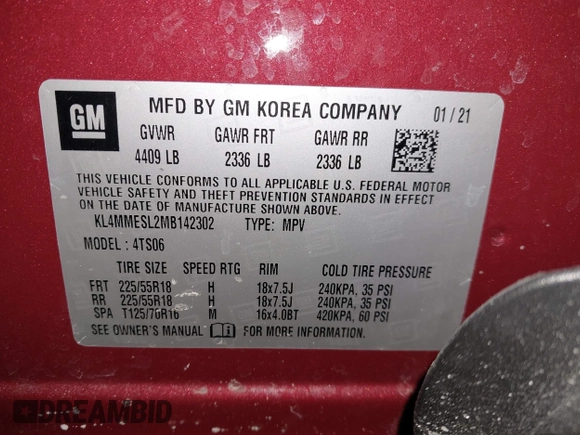 GM
MFD BY GM KOREA COMPANY 01/21
GVWR GAWR FRT GAWR RR
4409 LB 2336 LB 2336 LB
THIS VEHICLE CONFORMS TO ALL APPLICABLE U.S. FEDERAL MOTOR
VEHICLE SAFETY AND THEFT PREVENTION STANDARDS IN EFFECT ON
THE DATE OF MANUFACTURE SHOWN ABOVE.
KL4MMESL2MB142302 TYPE: MPV
MODEL : 4TS06
TIRE SIZE SPEED RTG RIM COLD TIRE PRESSURE
FRT 225/55R18 H 18x7.5J 240KPA, 35 PSI
RR 225/55R18 H 18x7.5J 240KPA, 35 PSI
SPA T125/70R16 M 16x4.0BT 420KPA, 60 PSI
SEE OWNER'S MANUAL FOR MORE INFORMATION.
DREAMBID